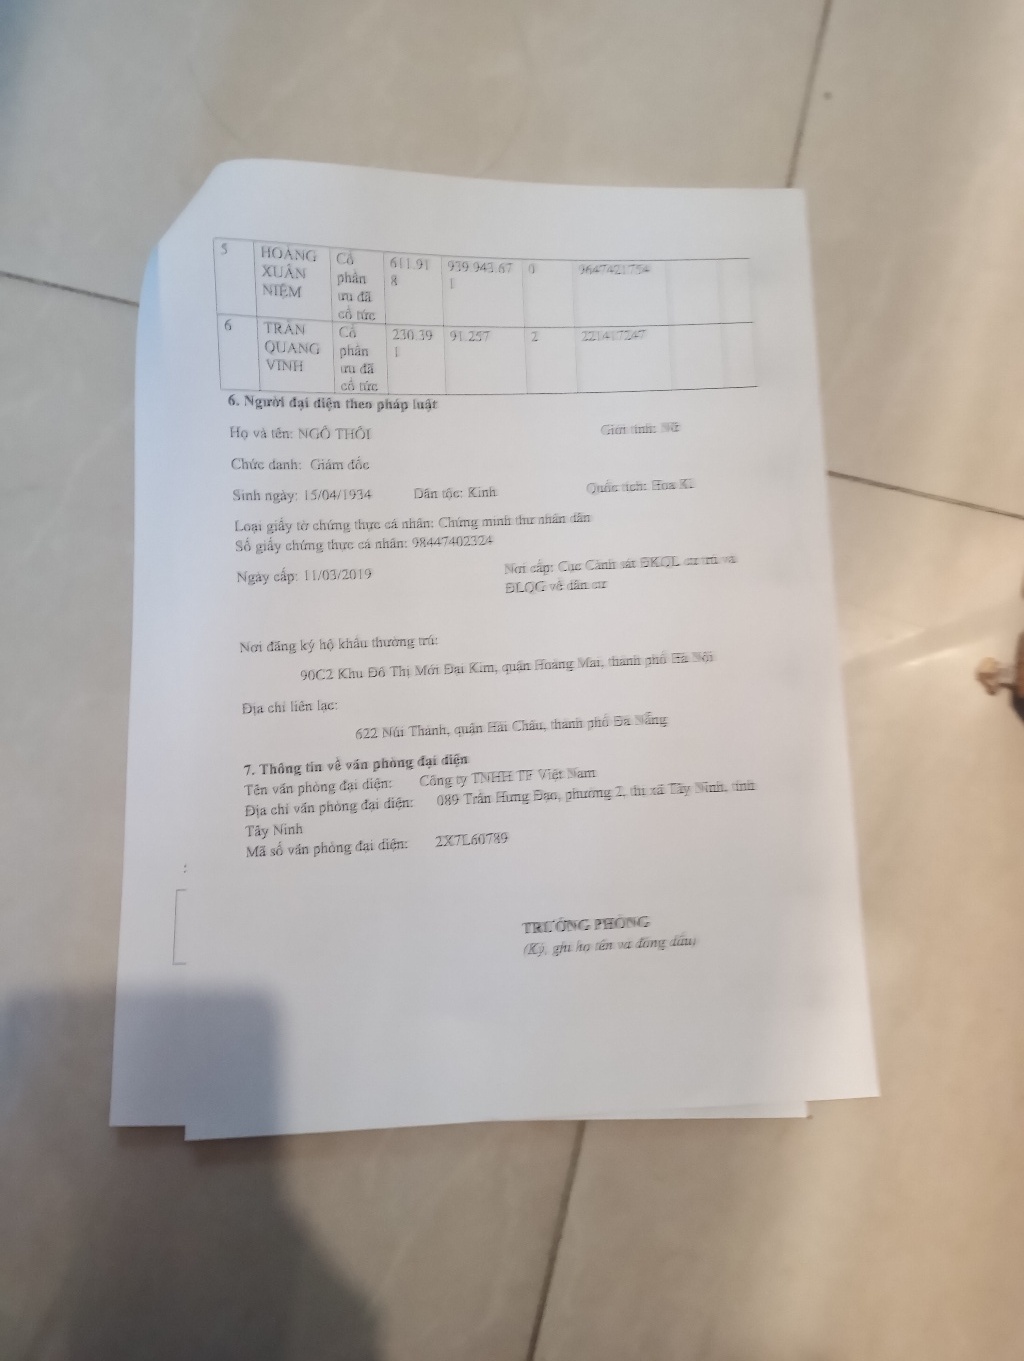 5 HOÀNG Cổ 611.91 939.943.67 0 9647421754
XUÂN phần 8 1
NIỆM ưu đãi
cổ tức
6 TRẦN Cổ 230.39 91.257 2 221417247
QUANG phần 1
VINH ưu đãi
cổ tức
6. Người đại diện theo pháp luật
Họ và tên: NGÔ THÔI Giới tính: Nữ
Chức danh: Giám đốc
Sinh ngày: 15/04/1934 Dân tộc: Kinh Quốc tịch: Hoa Kì
Loại giấy tờ chứng thực cá nhân: Chứng minh thư nhân dân
Số giấy chứng thực cá nhân: 98447402324
Ngày cấp: 11/03/2019 Nơi cấp: Cục Cảnh sát ĐKQL cư trú và
ĐLQG về dân cư
Nơi đăng ký hộ khẩu thường trú:
90C2 Khu Đô Thị Mới Đại Kim, quận Hoàng Mai, thành phố Hà Nội
Địa chỉ liên lạc:
622 Núi Thành, quận Hải Châu, thành phố Đà Nẵng
7. Thông tin về văn phòng đại diện
Tên văn phòng đại diện: Công ty TNHH TF Việt Nam
Địa chỉ văn phòng đại diện: 089 Trần Hưng Đạo, phường 2, thị xã Tây Ninh, tỉnh
Tây Ninh
Mã số văn phòng đại diện: 2X7L60789
TRƯỞNG PHÒNG
(Ký, ghi họ tên và đóng dấu)